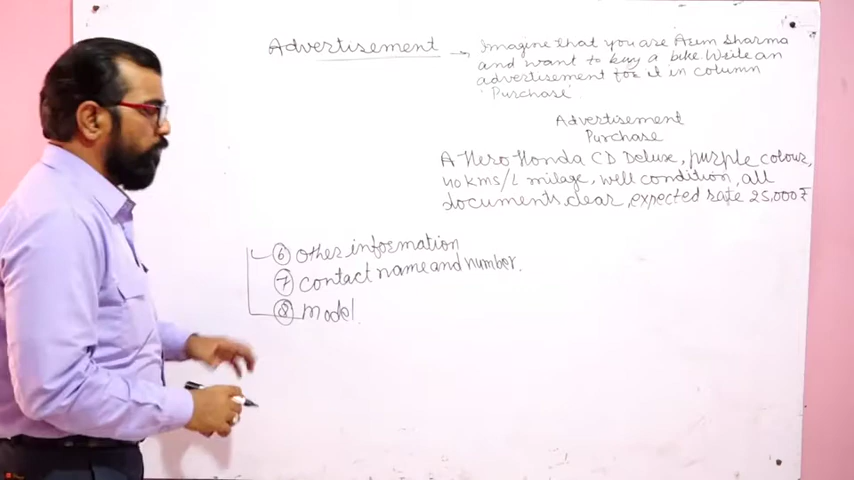 Advertisement → Imagine that you are Azim Sharma
and want to buy a bike. Write an
advertisement for it in column
'Purchase'.
Advertisement
Purchase
A Hero Honda CD Deluxe, purple colour,
40 kms/L milage, well condition, all
documents clear, expected rate 25,000 ₹
⑥ other information
⑦ contact name and number.
⑧ model